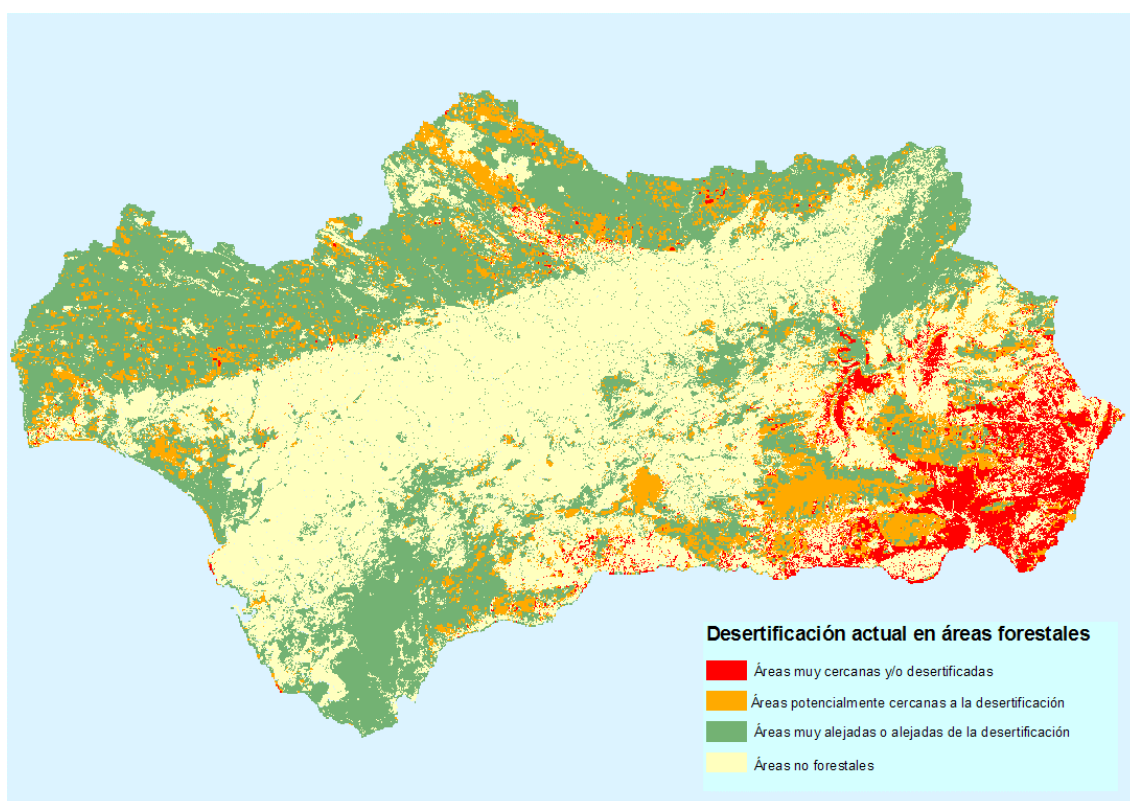 Desertificación actual en áreas forestales
Áreas muy cercanas y/o desertificadas
Áreas potencialmente cercanas a la desertificación
Áreas muy alejadas o alejadas de la desertificación
Áreas no forestales